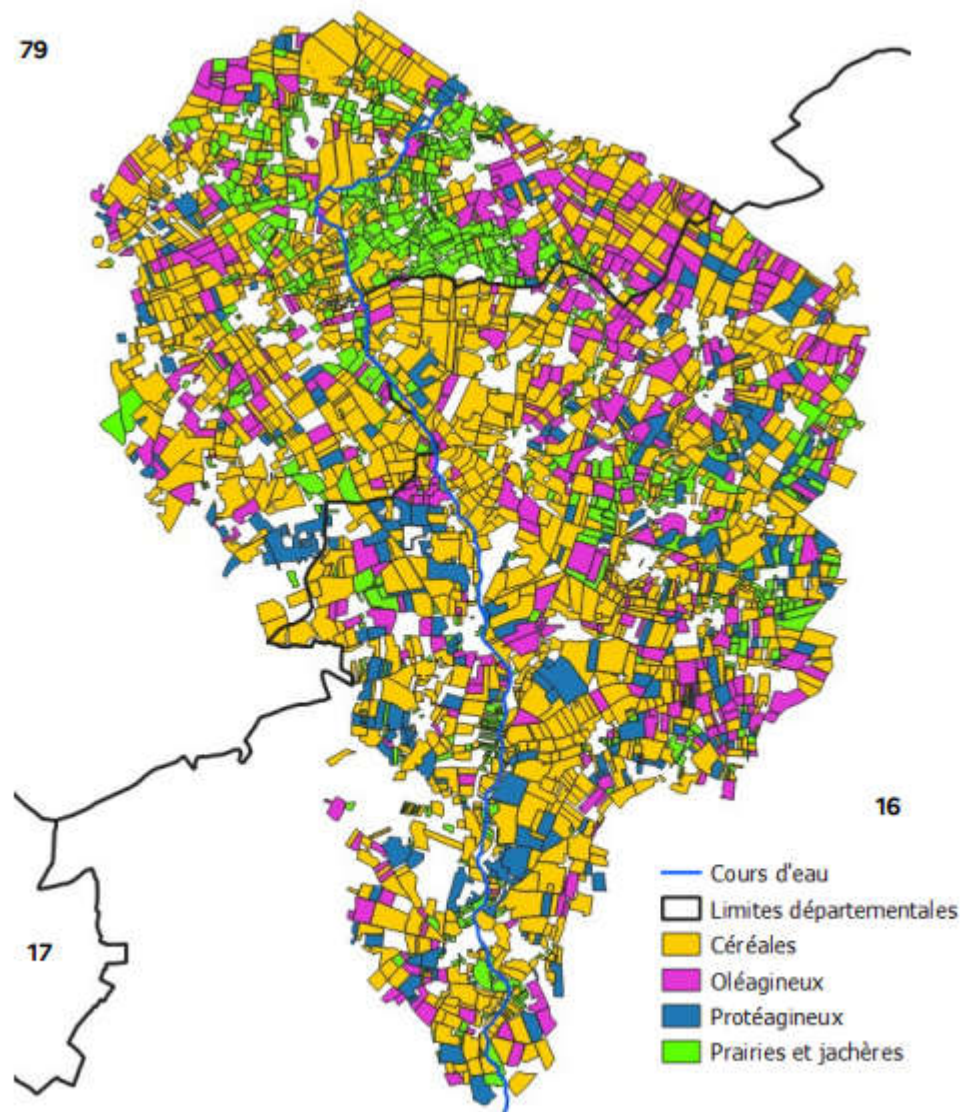 79
16
17
Cours d'eau
Limites départementales
Céréales
Oléagineux
Protéagineux
Prairies et jachères